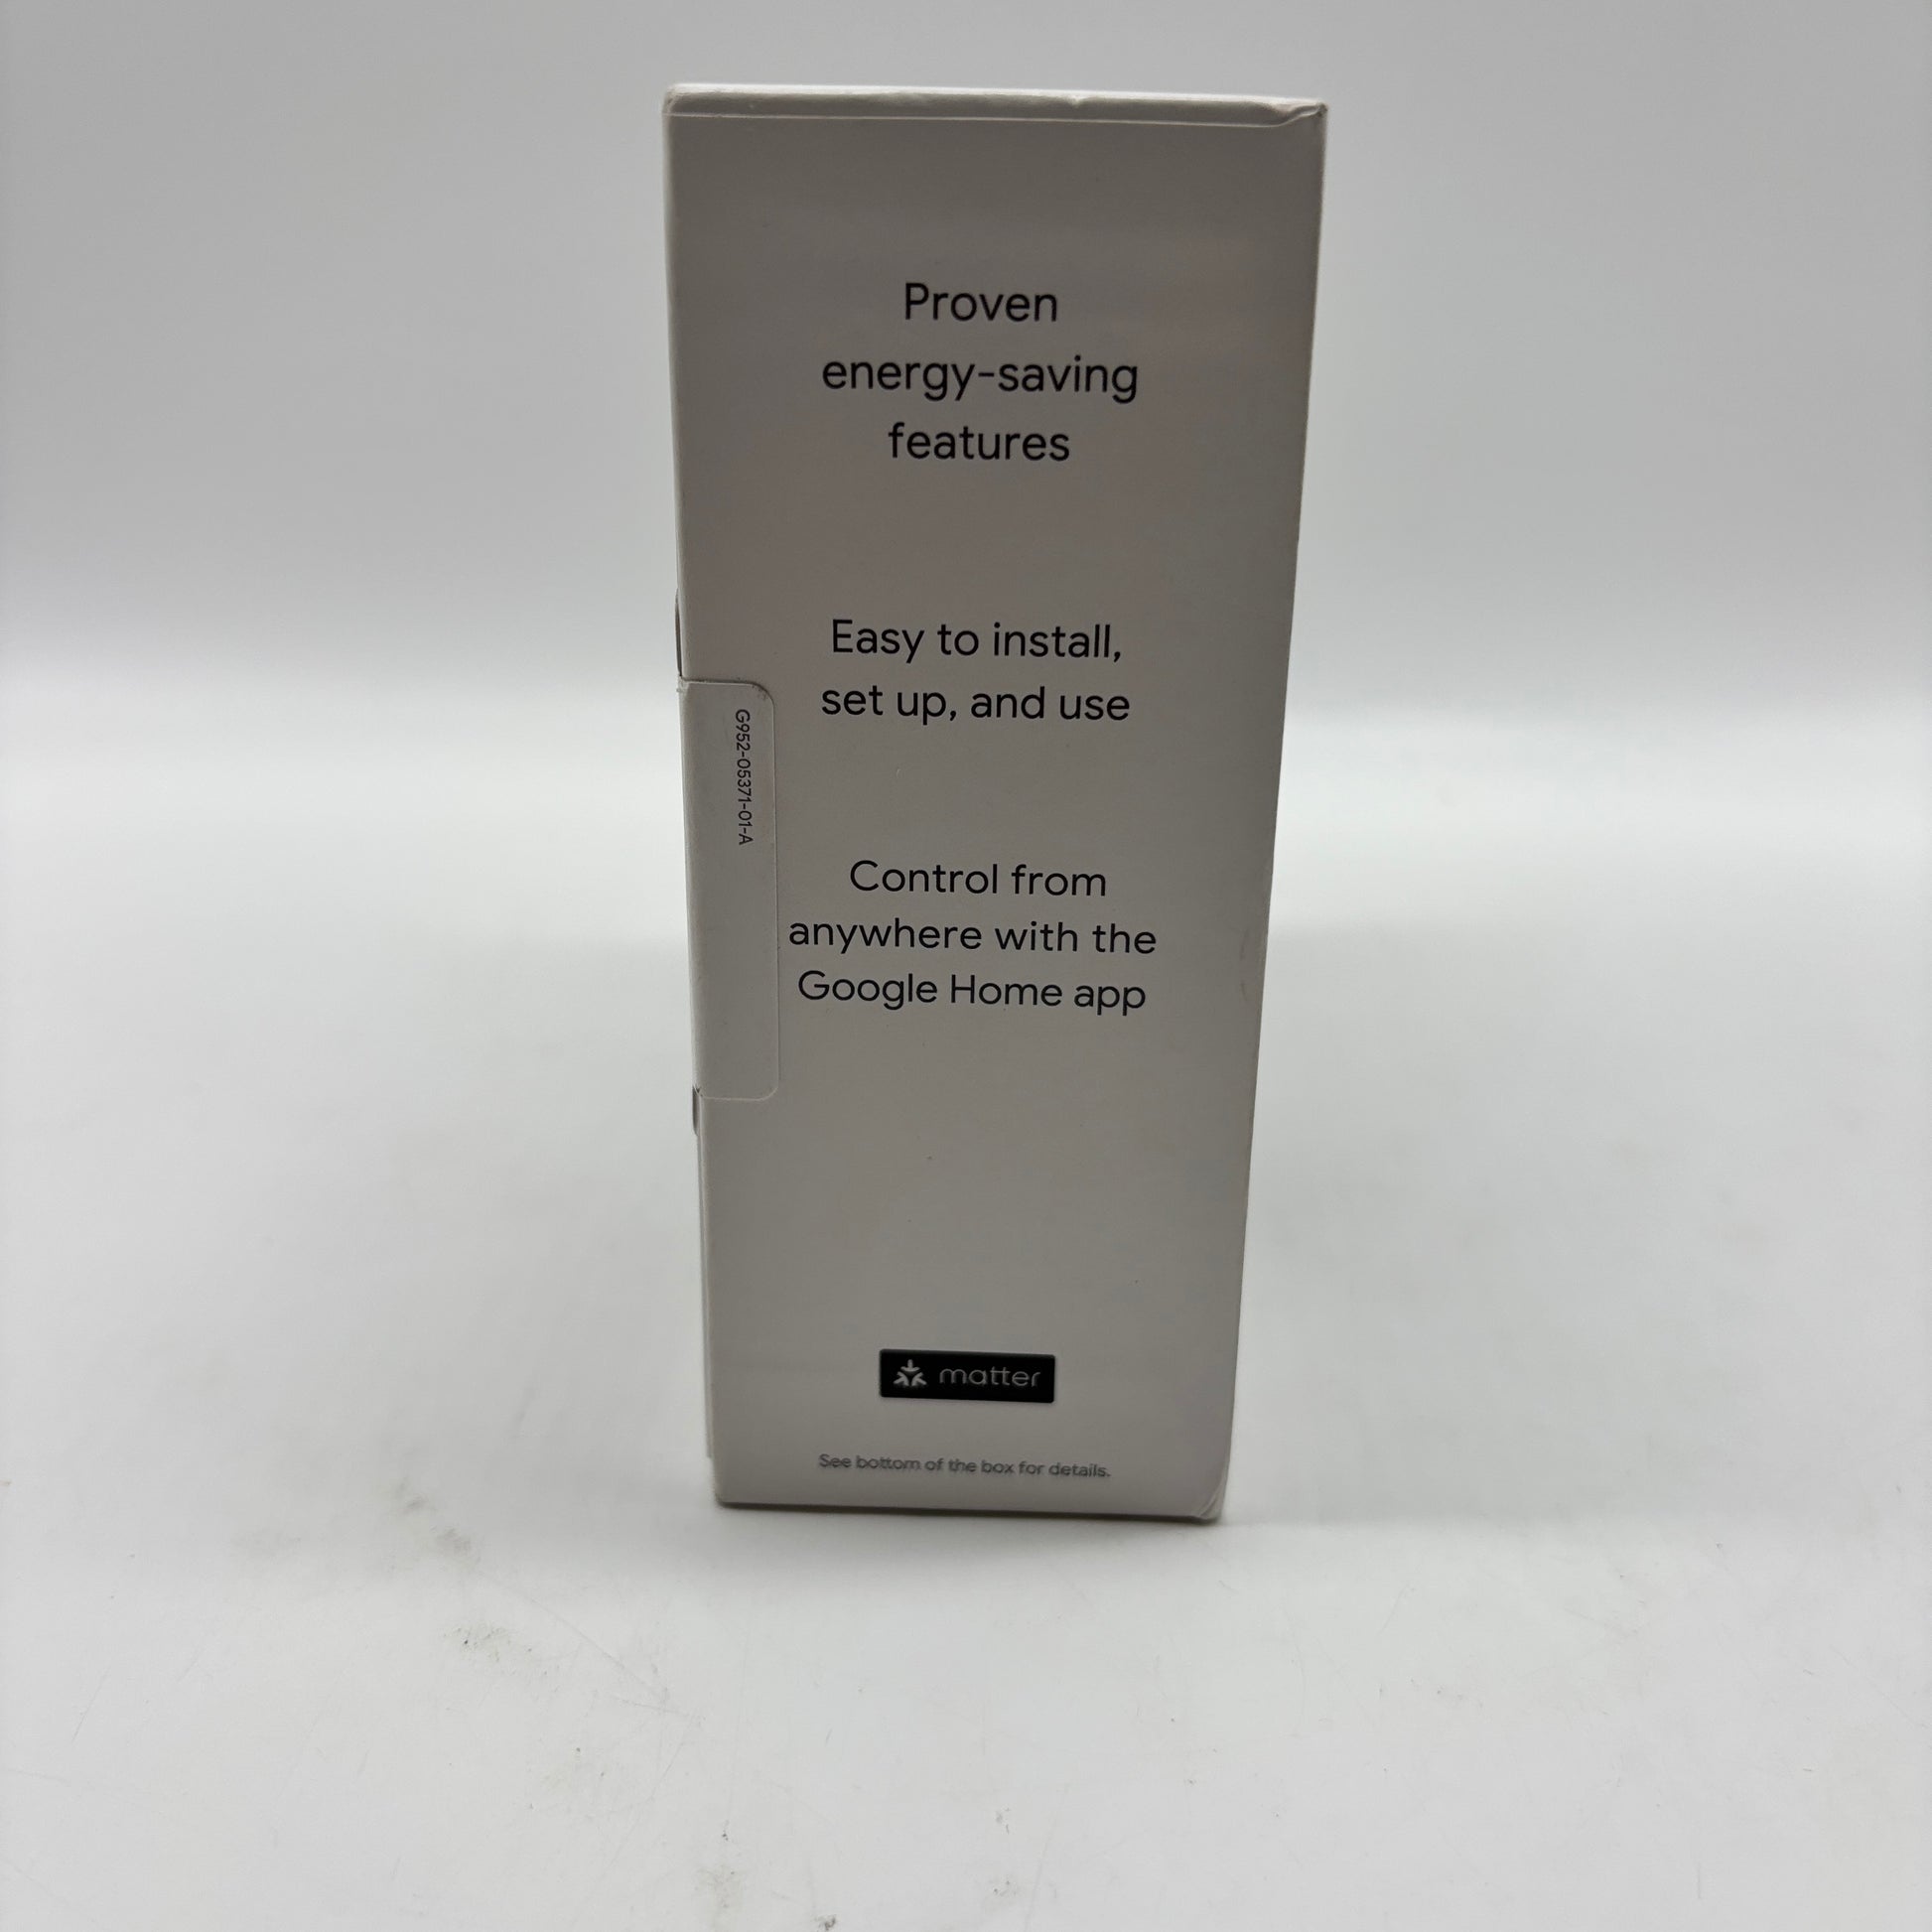 Proven
energy-saving
features
Easy to install,
set up, and use
G952-05371-01-A
Control from
anywhere with the
Google Home app
matter
See bottom of the box for details.